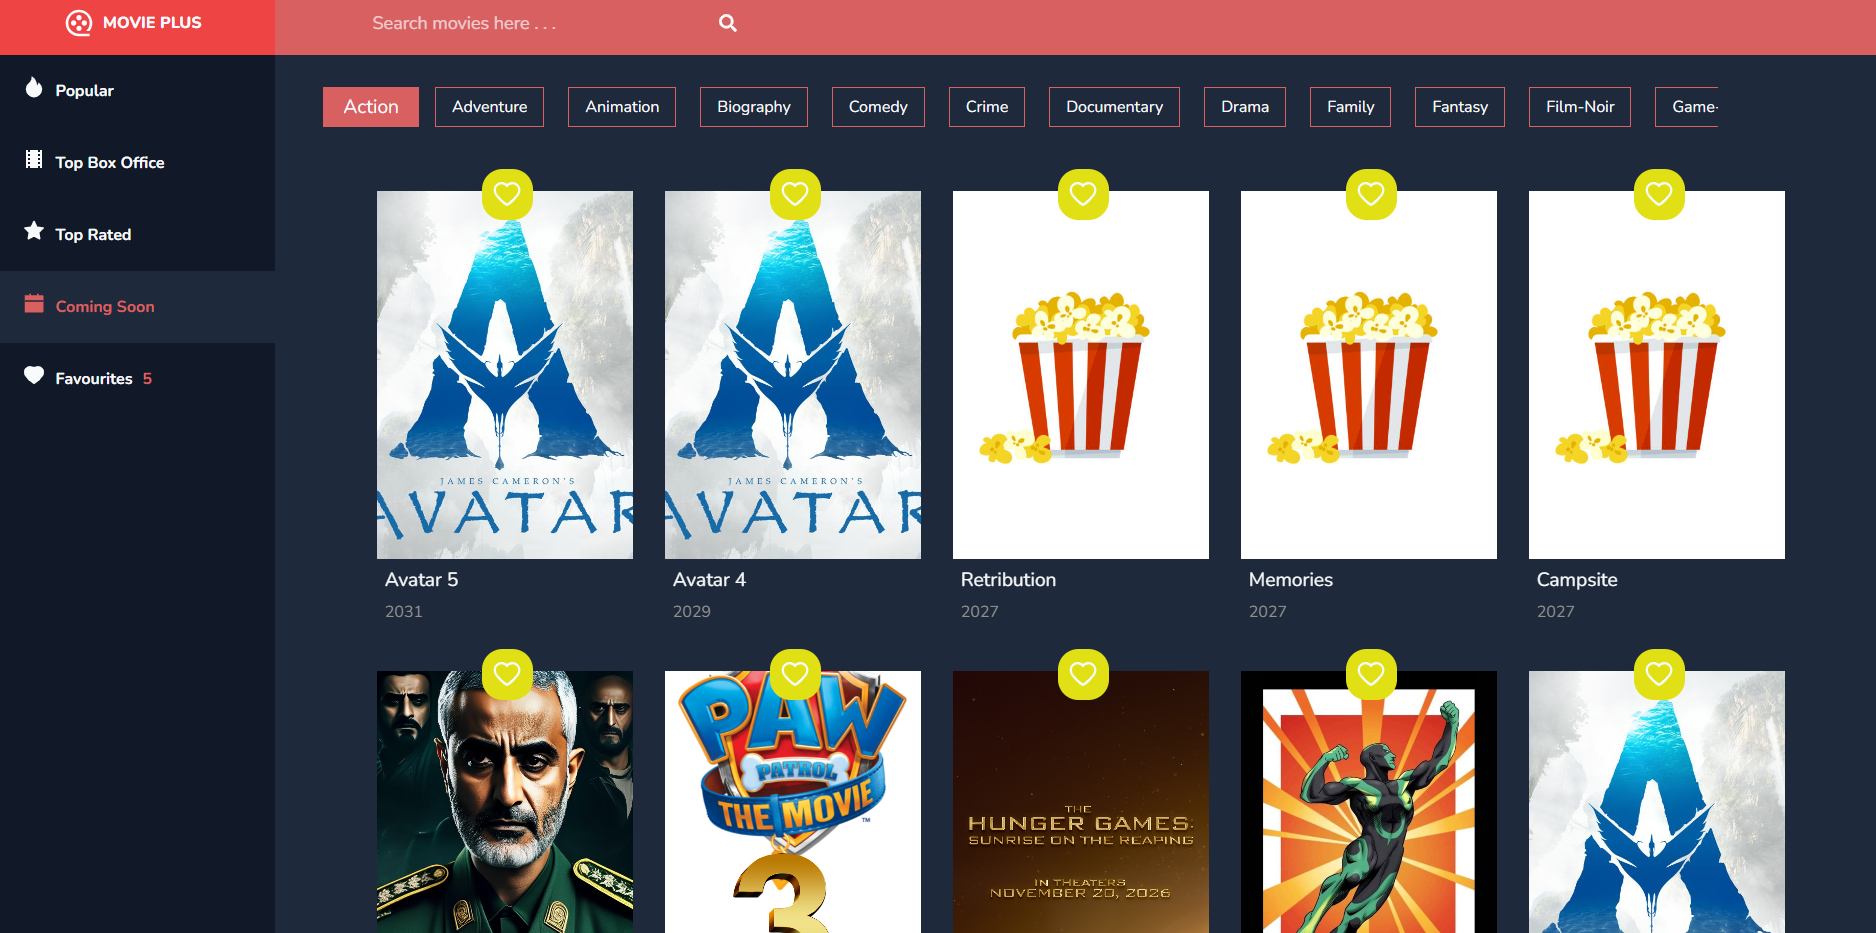 MOVIE PLUS
Search movies here . . .
Popular
Top Box Office
Top Rated
Coming Soon
Favourites 5
Action
Adventure
Animation
Biography
Comedy
Crime
Documentary
Drama
Family
Fantasy
Film-Noir
Game-
JAMES CAMERON'S
AVATAR
JAMES CAMERON'S
AVATAR
Avatar 5
2031
Avatar 4
2029
Retribution
2027
Memories
2027
Campsite
2027
PAW
PATROL
THE MOVIE
™
3
THE
HUNGER GAMES:
SUNRISE ON THE REAPING
IN THEATERS
NOVEMBER 20, 2026